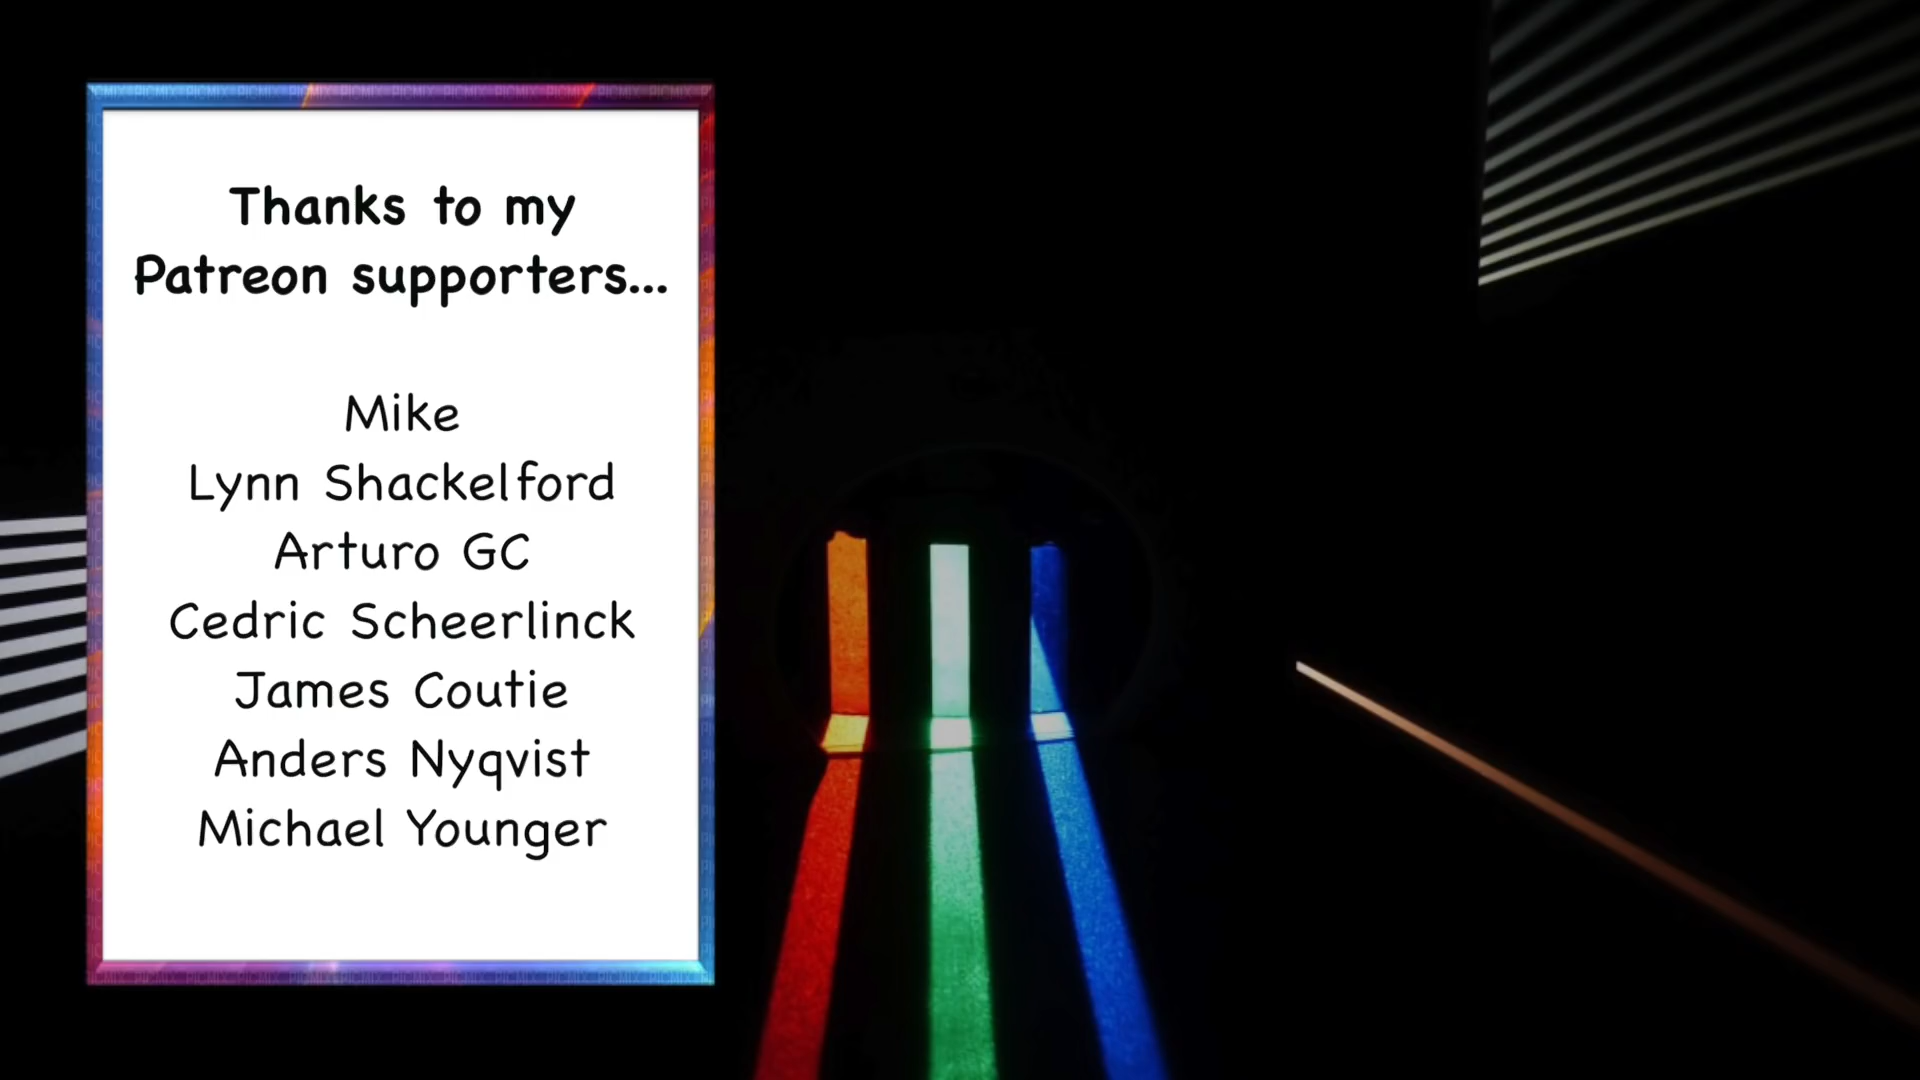 Thanks to my
Patreon supporters...
Mike
Lynn Shackelford
Arturo GC
Cedric Scheerlinck
James Coutie
Anders Nyqvist
Michael Younger